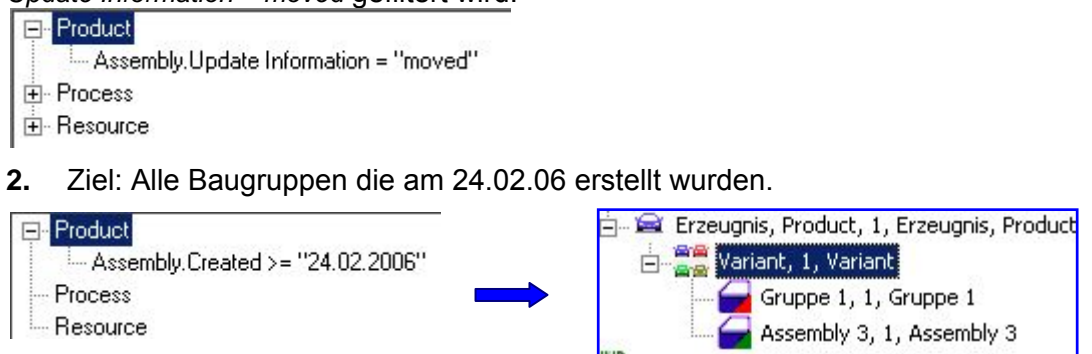 Update Information = moved gefiltert wird.
Product
Assembly.Update Information = "moved"
Process
Resource
2. Ziel: Alle Baugruppen die am 24.02.06 erstellt wurden.
Product
Assembly.Created >= "24.02.2006"
Process
Resource
Erzeugnis, Product, 1, Erzeugnis, Product
Variant, 1, Variant
Gruppe 1, 1, Gruppe 1
Assembly 3, 1, Assembly 3